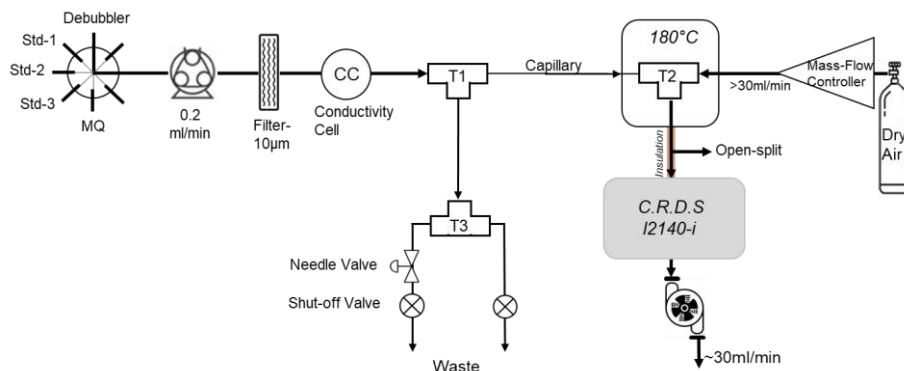 Debubbler
Std-1
Std-2
Std-3
MQ
0.2
ml/min
Filter-
10µm
CC
Conductivity
Cell
T1
Capillary
180°C
T2
>30ml/min
Mass-Flow
Controller
Dry
Air
Insulation
Open-split
C.R.D.S
l2140-i
T3
Needle Valve
Shut-off Valve
Waste
~30ml/min